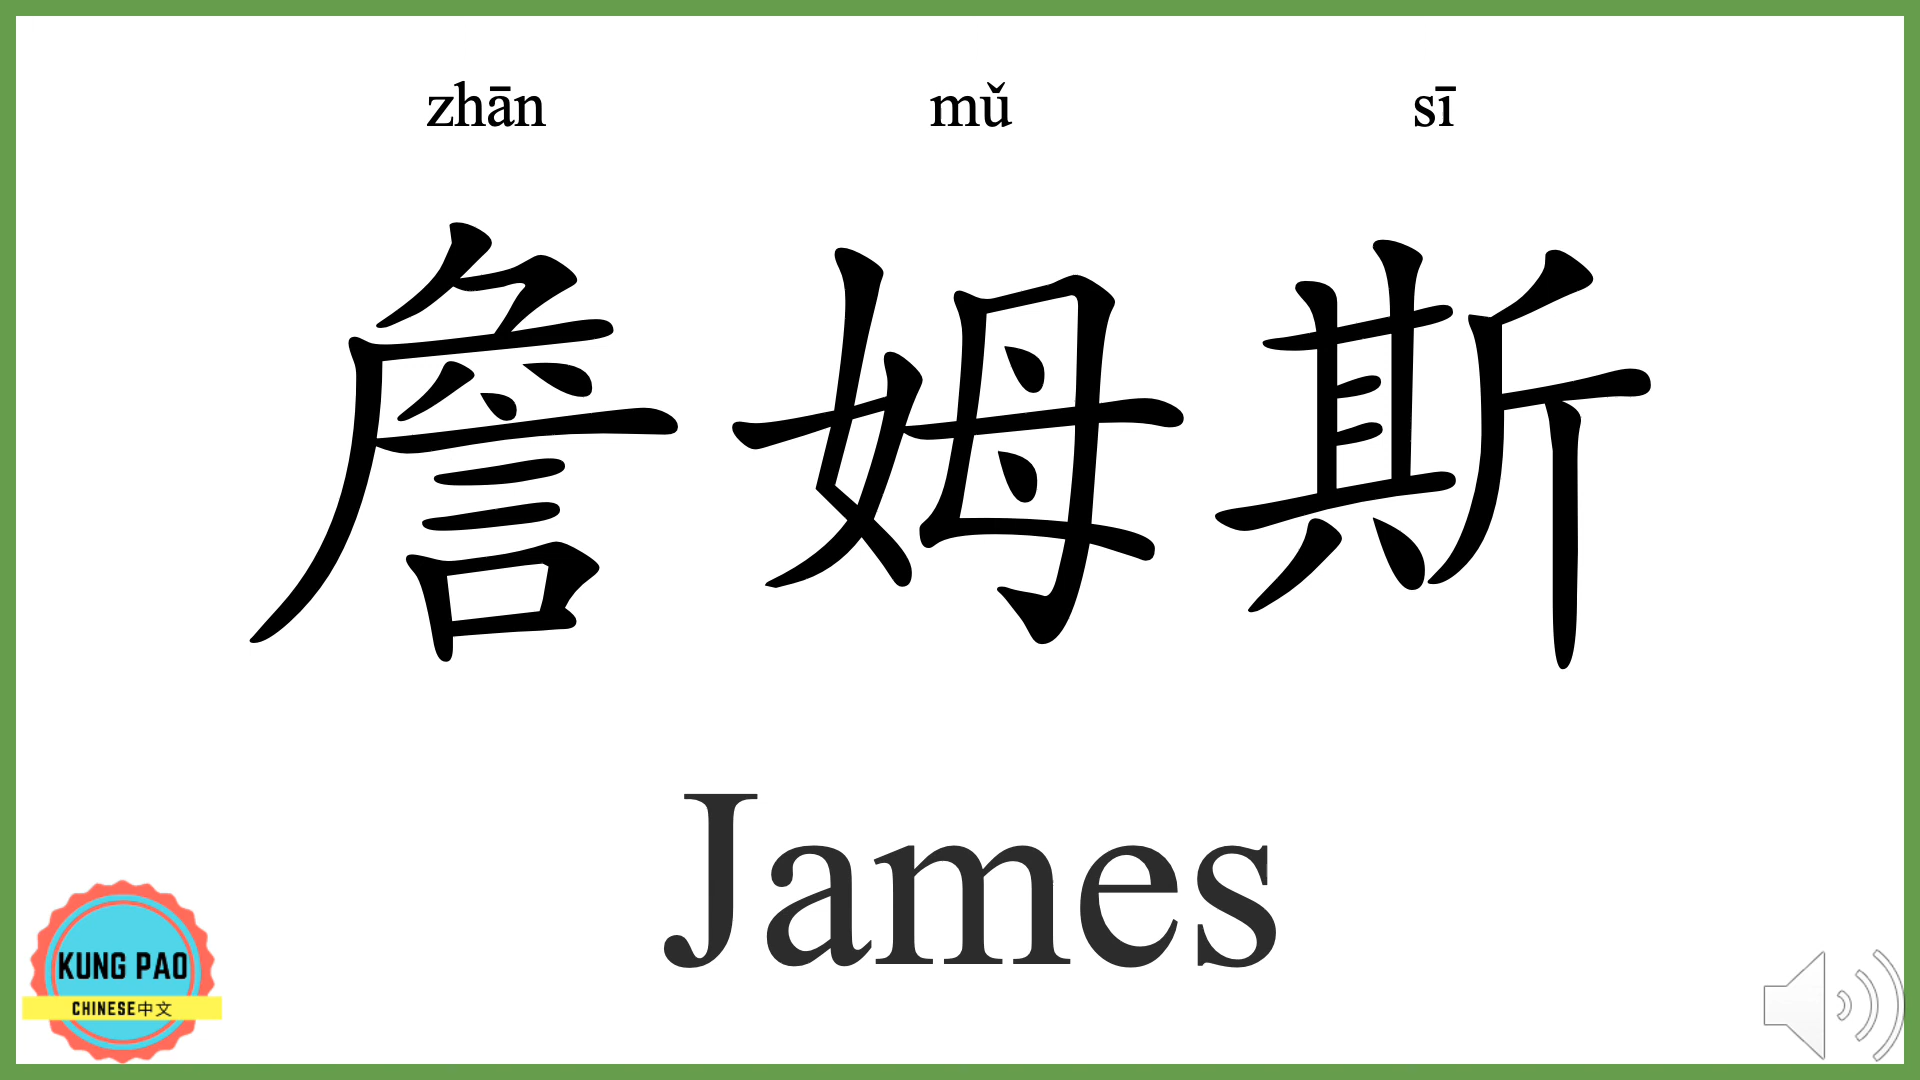 zhān mǔ sī
詹姆斯
James
KUNG PAO
CHINESE中文